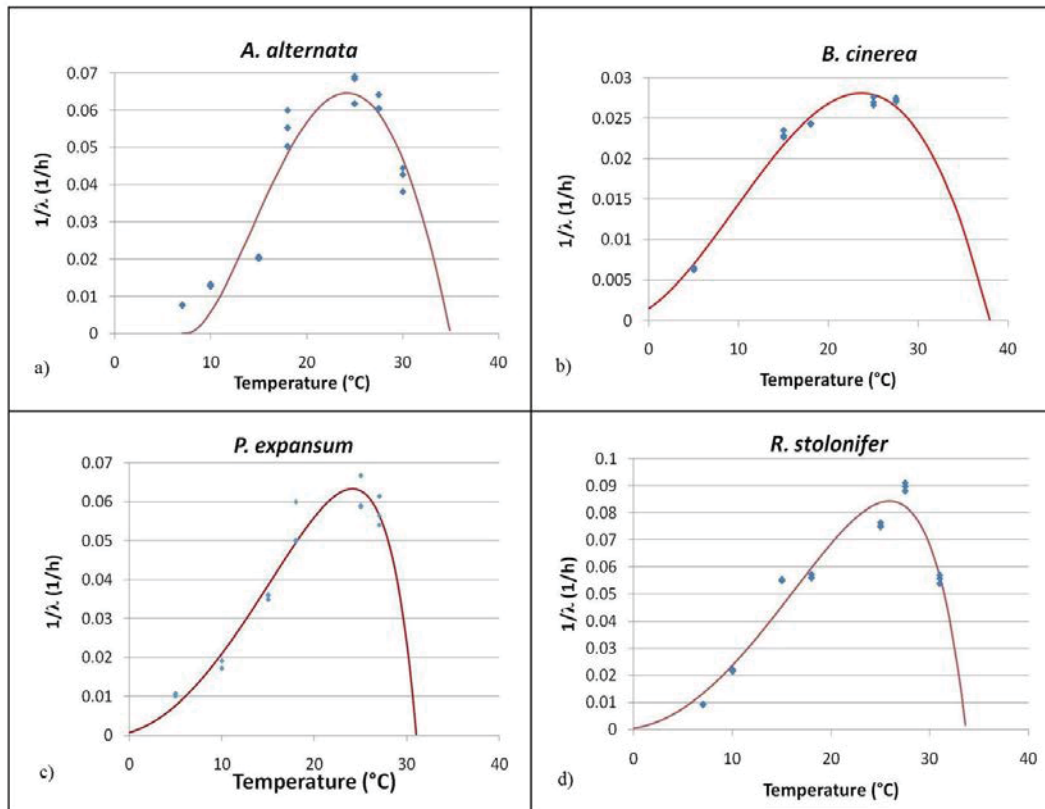 A. alternata
0.07
0.06
0.05
0.04
0.03
0.02
0.01
0
1/λ (1/h)
0 10 20 30 40
Temperature (°C)
a)
B. cinerea
0.03
0.025
0.02
0.015
0.01
0.005
0
1/λ (1/h)
0 10 20 30 40
Temperature (°C)
b)
P. expansum
0.07
0.06
0.05
0.04
0.03
0.02
0.01
0
1/λ (1/h)
0 10 20 30 40
Temperature (°C)
c)
R. stolonifer
0.1
0.09
0.08
0.07
0.06
0.05
0.04
0.03
0.02
0.01
0
1/λ (1/h)
0 10 20 30 40
Temperature (°C)
d)